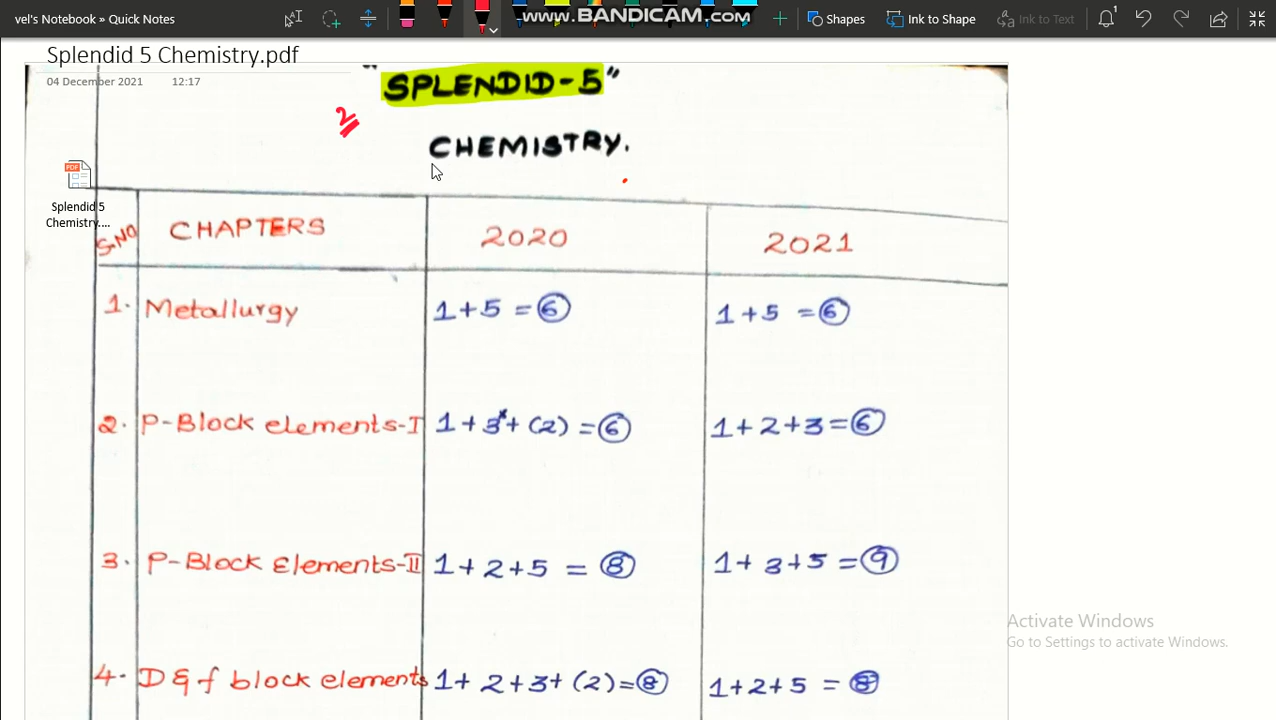 vel's Notebook » Quick Notes
www.BANDICAM.com
Shapes
Ink to Shape
Ink to Text
1
Splendid 5 Chemistry.pdf
04 December 2021 12:17
"SPLENDID-5"
2
CHEMISTRY.
Splendid 5
Chemistry....
S.NO CHAPTERS 2020 2021
1. Metallurgy 1+5 = 6 1+5 = 6
2. P-Block elements-I 1+3*+(2) = 6 1+2+3=6
3. P-Block Elements-II 1+2+5 = 8 1+3+5=9
4. D & f block elements 1+2+3+(2)=8 1+2+5 = 8
Activate Windows
Go to Settings to activate Windows.